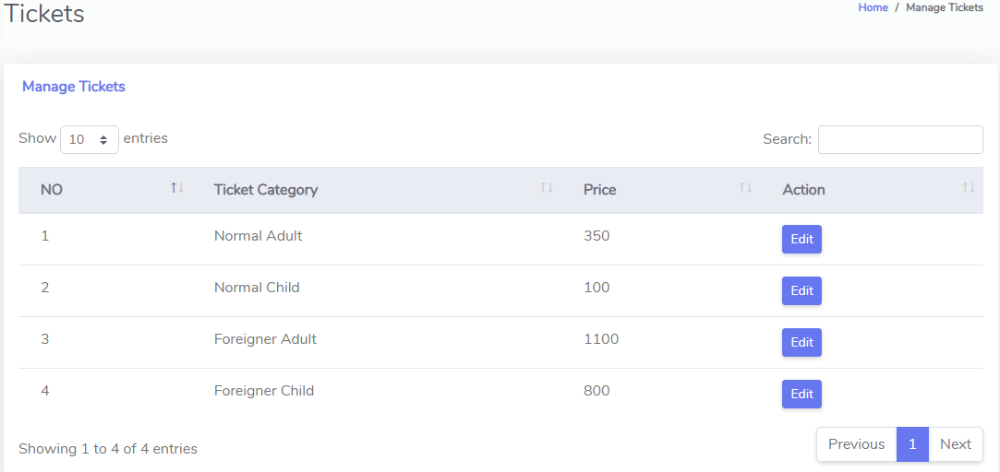 Tickets
Home / Manage Tickets
Manage Tickets
Show 10 entries
Search:
NO Ticket Category Price Action
1 Normal Adult 350 Edit
2 Normal Child 100 Edit
3 Foreigner Adult 1100 Edit
4 Foreigner Child 800 Edit
Showing 1 to 4 of 4 entries
Previous 1 Next